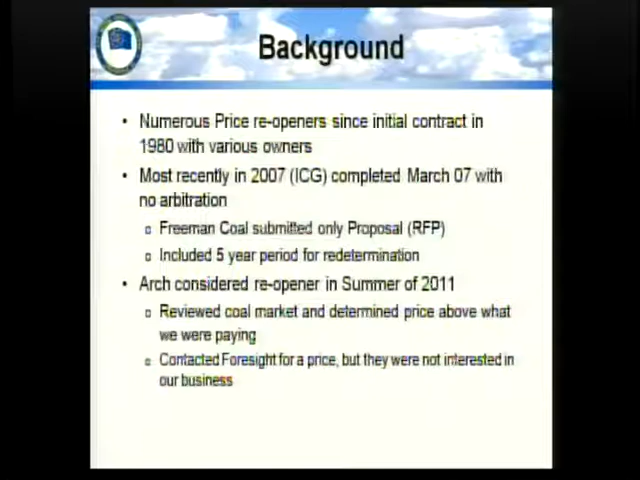 Background
• Numerous Price re-openers since initial contract in
1980 with various owners
• Most recently in 2007 (ICG) completed March 07 with
no arbitration
▫ Freeman Coal submitted only Proposal (RFP)
▫ Included 5 year period for redetermination
• Arch considered re-opener in Summer of 2011
▫ Reviewed coal market and determined price above what
we were paying
▫ Contacted Foresight for a price, but they were not interested in
our business